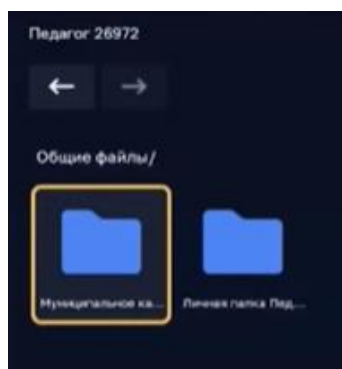 Педагог 26972
Общие файлы/
Муниципальное ка...
Личная папка Пед...